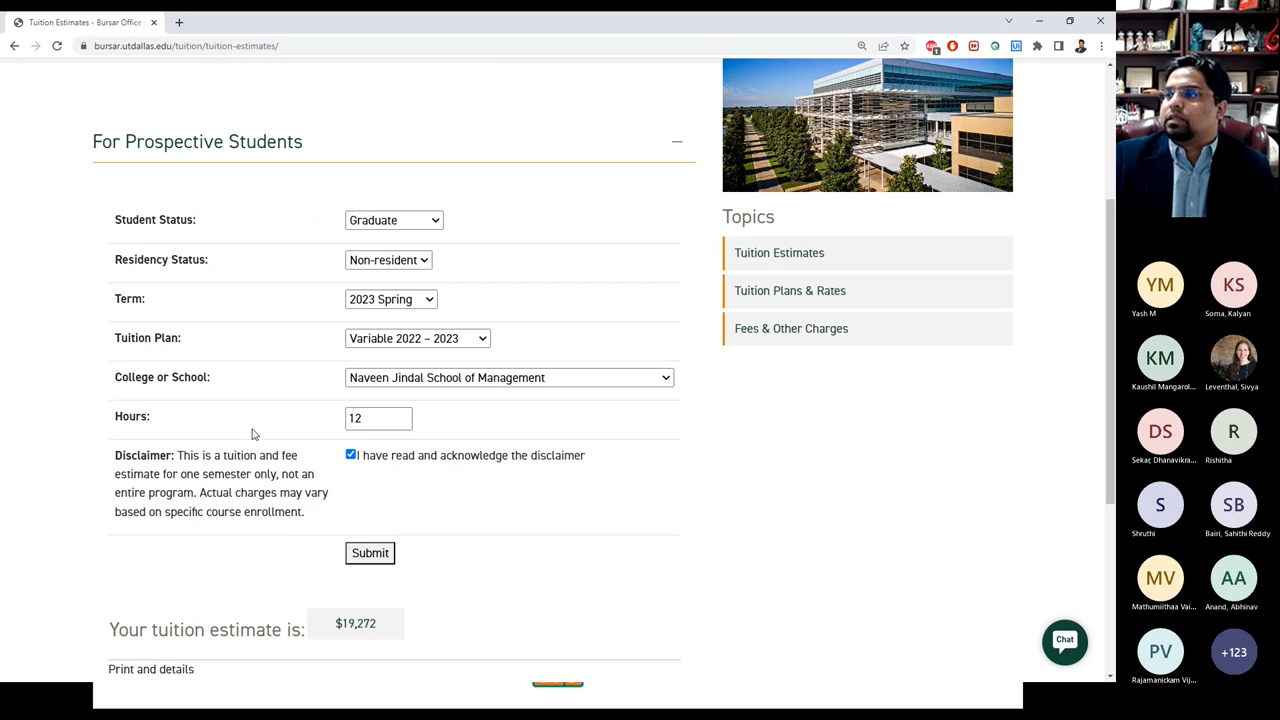 Tuition Estimates - Bursar Office
bursar.utdallas.edu/tuition/tuition-estimates/
For Prospective Students
Student Status:
Graduate
Residency Status:
Non-resident
Term:
2023 Spring
Tuition Plan:
Variable 2022 – 2023
College or School:
Naveen Jindal School of Management
Hours:
12
Disclaimer: This is a tuition and fee
estimate for one semester only, not an
entire program. Actual charges may vary
based on specific course enrollment.
I have read and acknowledge the disclaimer
Submit
Your tuition estimate is:
$19,272
Print and details
Topics
Tuition Estimates
Tuition Plans & Rates
Fees & Other Charges
Chat
YM
Yash M
KS
Soma, Kalyan
KM
Kaushil Mangarol...
Leventhal, Sivya
DS
Sekar, Dhanavikra...
R
Rishitha
S
Shruthi
SB
Bairi, Sahithi Reddy
MV
Mathumiithaa Vai...
AA
Anand, Abhinav
PV
Rajamanickam Vij...
+123